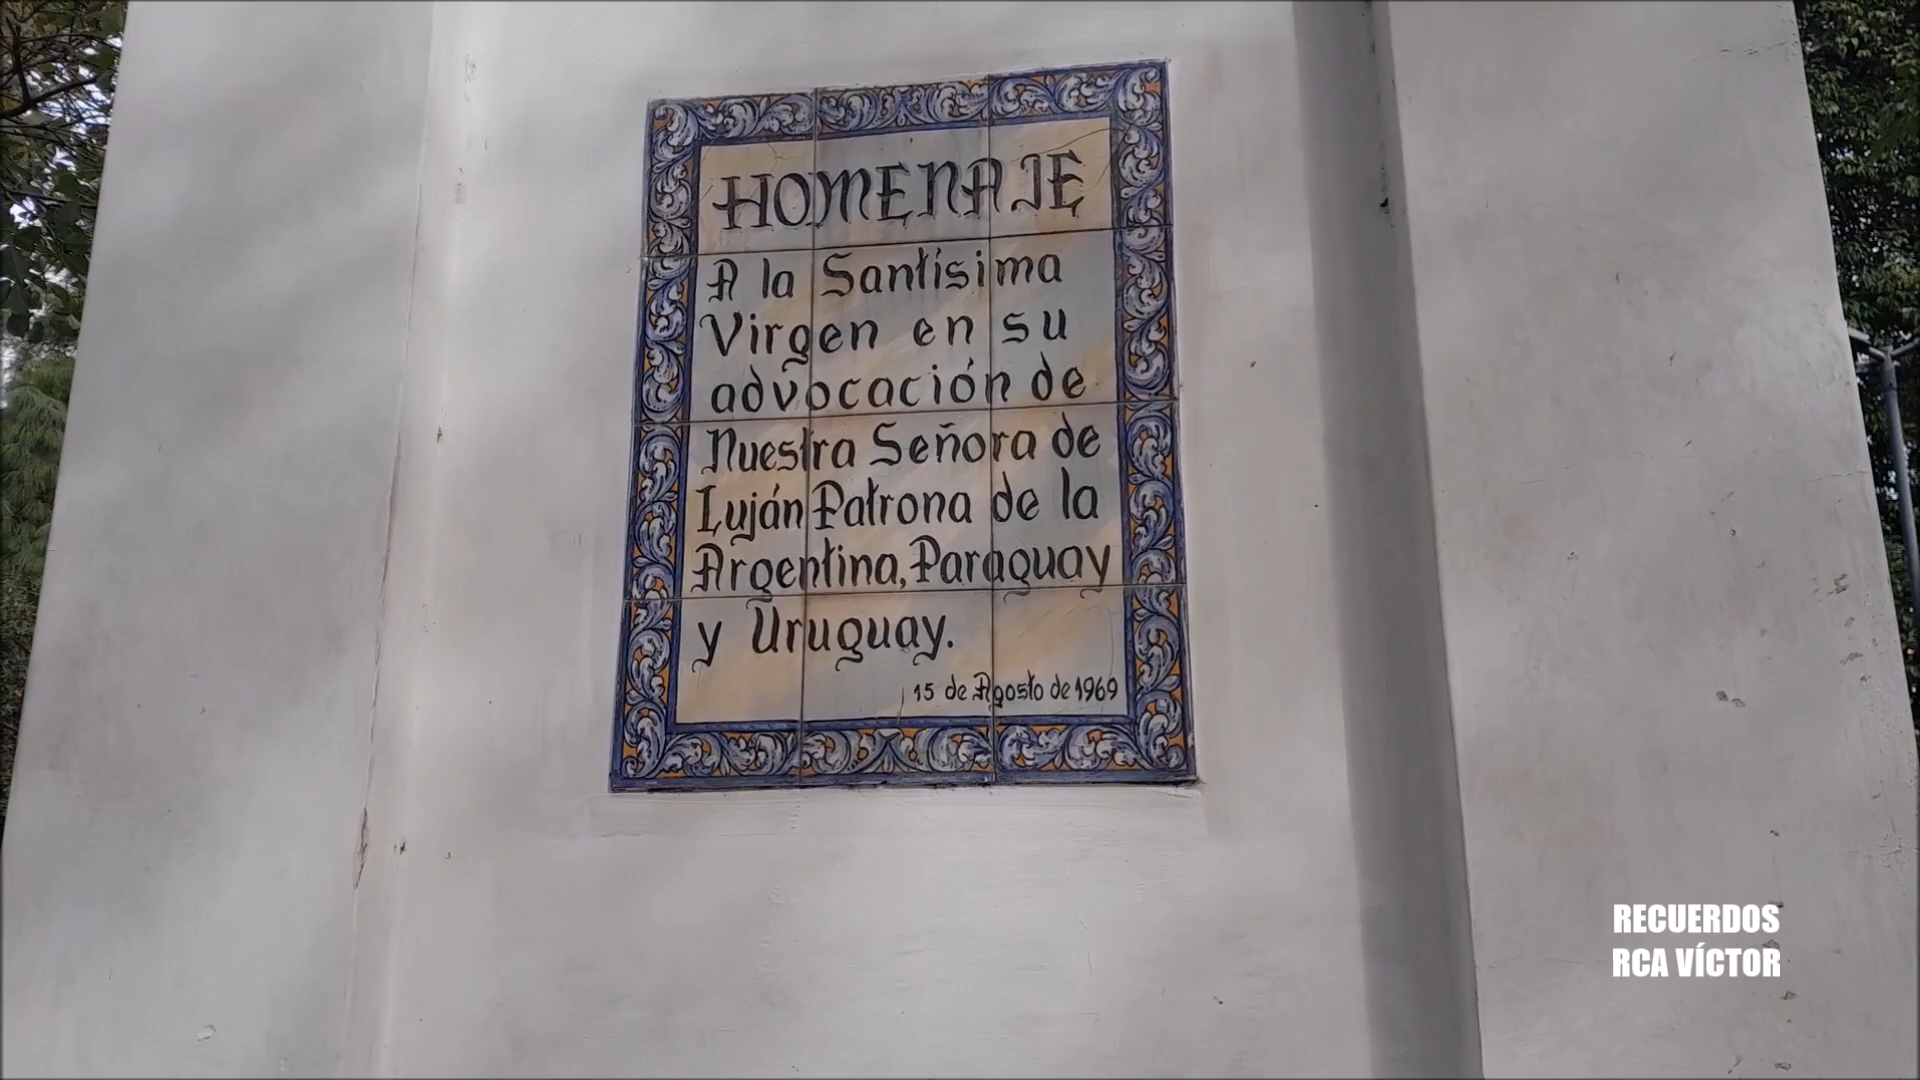 HOMENAJE
A la Santísima
Virgen en su
advocación de
Nuestra Señora de
Luján Patrona de la
Argentina, Paraguay
y Uruguay.
15 de Agosto de 1969
RECUERDOS
RCA VÍCTOR